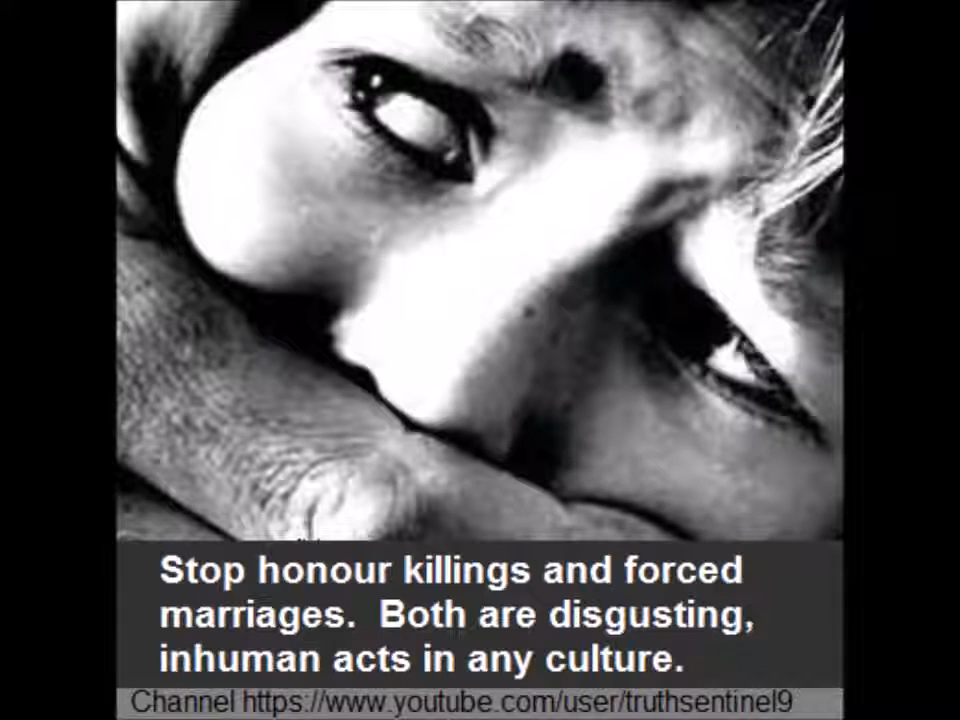 Stop honour killings and forced
marriages.  Both are disgusting,
inhuman acts in any culture.
Channel https://www.youtube.com/user/truthsentinel9